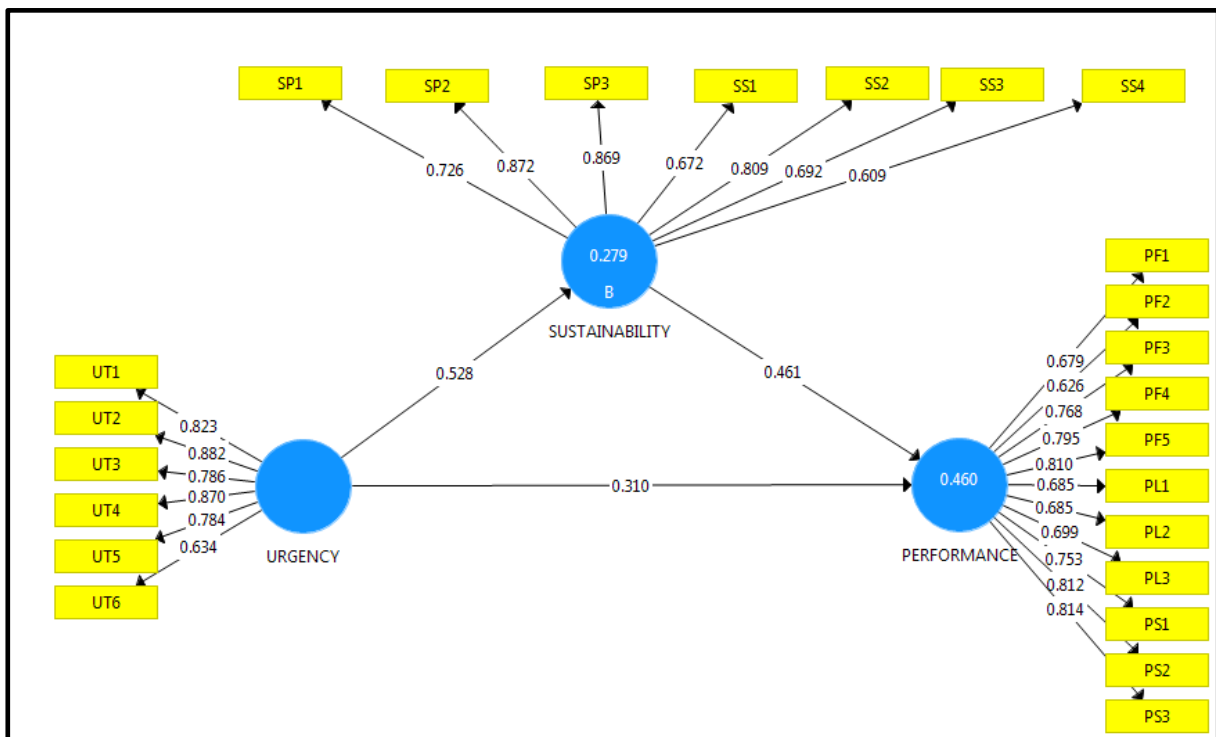 SP1
SP2
SP3
SS1
SS2
SS3
SS4
0.726
0.872
0.869
0.672
0.809
0.692
0.609
0.279
B
SUSTAINABILITY
0.528
0.461
0.310
UT1
UT2
UT3
UT4
UT5
UT6
0.823
0.882
0.786
0.870
0.784
0.634
URGENCY
0.460
PERFORMANCE
0.679
0.626
0.768
0.795
0.810
0.685
0.685
0.699
0.753
0.812
0.814
PF1
PF2
PF3
PF4
PF5
PL1
PL2
PL3
PS1
PS2
PS3